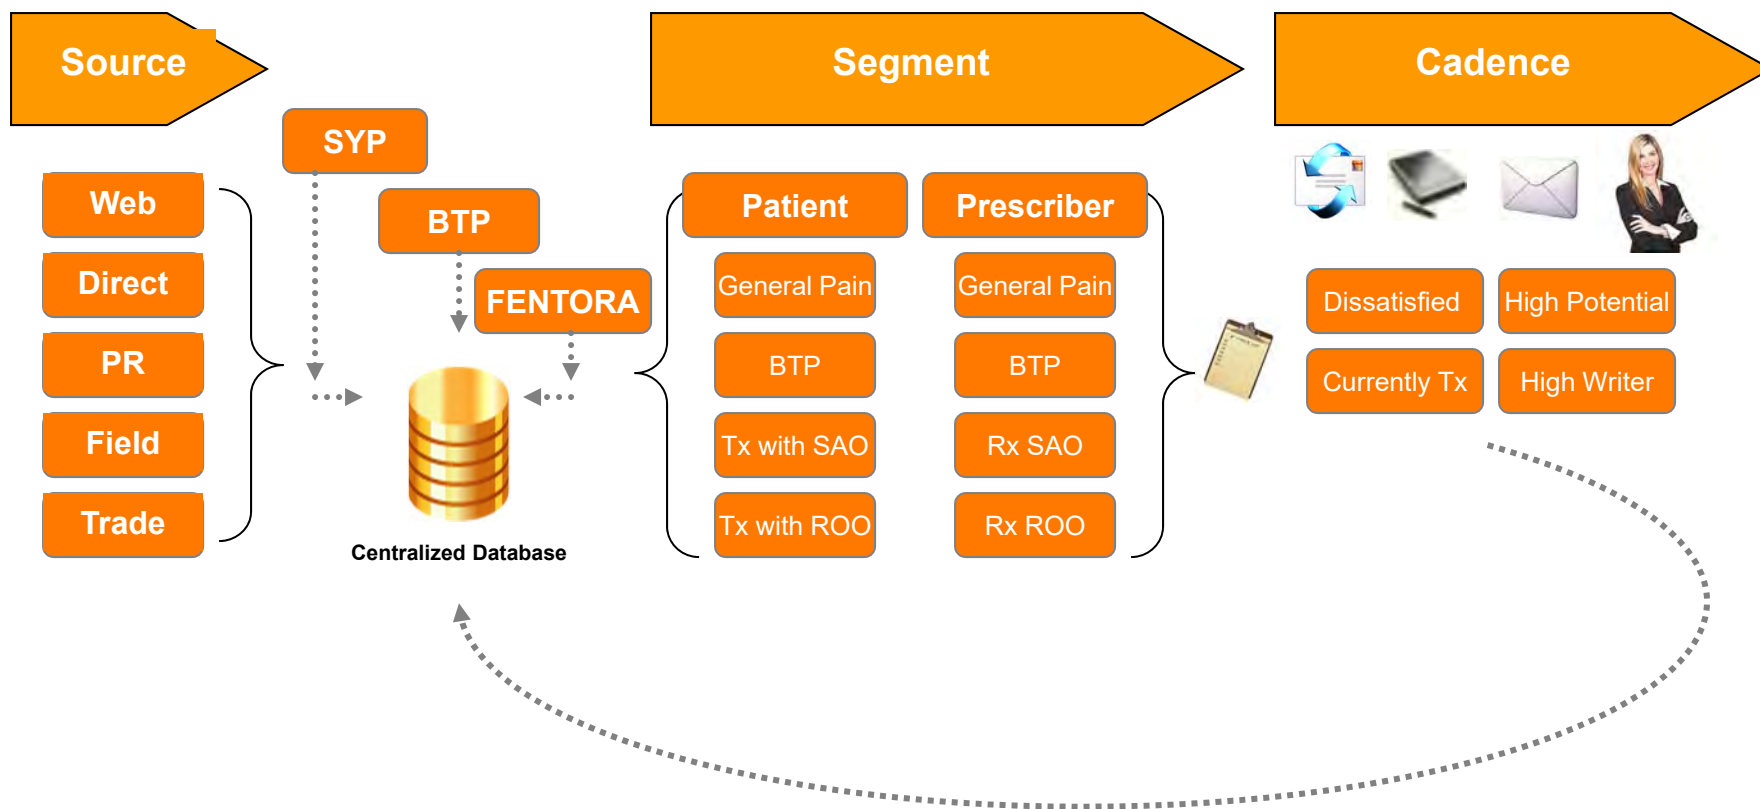 Source
Segment
Cadence
SYP
BTP
FENTORA
Web
Direct
PR
Field
Trade
Centralized Database
Patient
General Pain
BTP
Tx with SAO
Tx with ROO
Prescriber
General Pain
BTP
Rx SAO
Rx ROO
Dissatisfied
High Potential
Currently Tx
High Writer